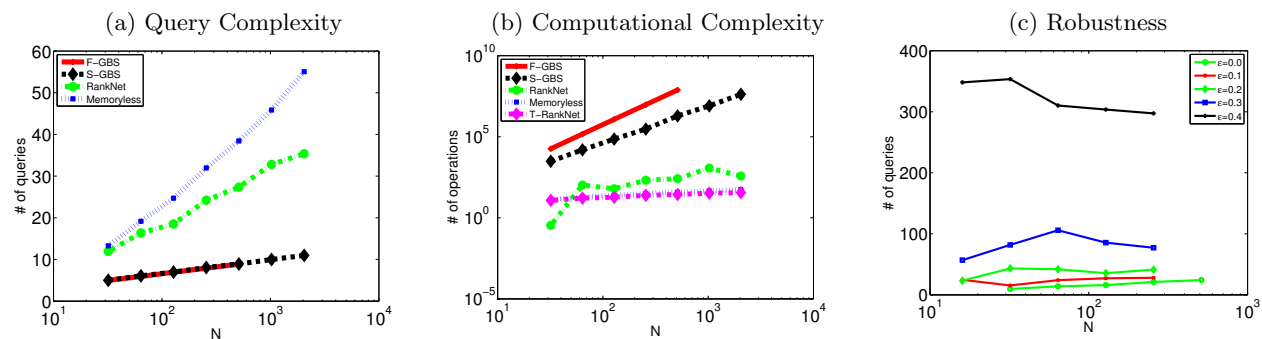 (a) Query Complexity
60
50
40
30
20
10
0
# of queries
10^1
10^2
10^3
10^4
N
F-GBS
S-GBS
RankNet
Memoryless
(b) Computational Complexity
10^10
10^5
10^0
10^-5
# of operations
10^1
10^2
10^3
10^4
N
F-GBS
S-GBS
RankNet
Memoryless
T-RankNet
(c) Robustness
400
300
200
100
0
# of queries
10^1
10^2
10^3
N
ε=0.0
ε=0.1
ε=0.2
ε=0.3
ε=0.4